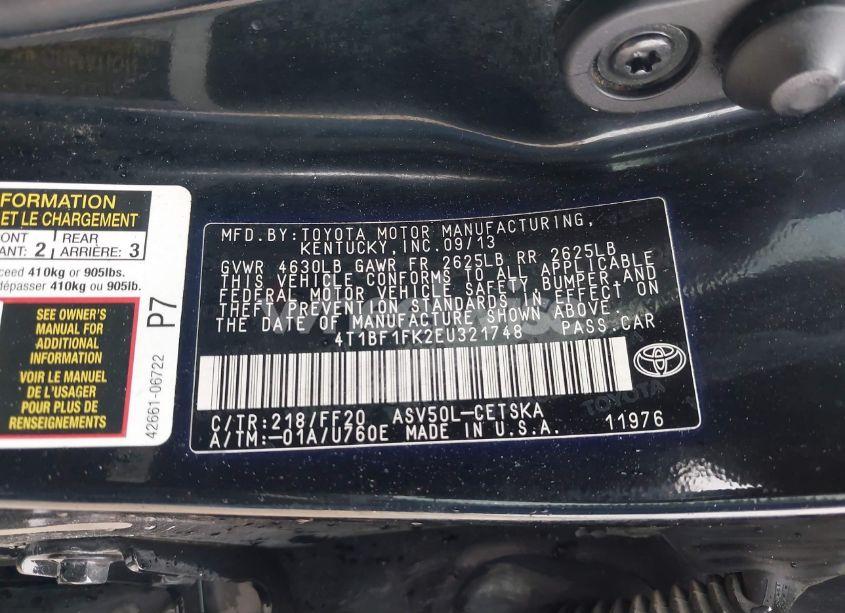 FORMATION
ET LE CHARGEMENT
ONT
ANT: 2
REAR
ARRIÈRE: 3
ceed 410kg or 905lbs.
dépasser 410kg ou 905lb.
SEE OWNER'S
MANUAL FOR
ADDITIONAL
INFORMATION
VOIR LE MANUEL
DE L'USAGER
POUR PLUS DE
RENSEIGNEMENTS
P7
42661-06722
MFD.BY:TOYOTA MOTOR MANUFACTURING,
KENTUCKY, INC.09/13
GVWR 4630LB GAWR FR 2625LB RR 2625LB
THIS VEHICLE CONFORMS TO ALL APPLICABLE
FEDERAL MOTOR VEHICLE SAFETY, BUMPER AND
THEFT PREVENTION STANDARDS IN EFFECT ON
THE DATE OF MANUFACTURE SHOWN ABOVE.
4T1BF1FK2EU321748 PASS.CAR
C/TR:218/FF20 ASV50L-CETSKA
A/TM:-01A/U760E MADE IN U.S.A. 11976
TOYOTA